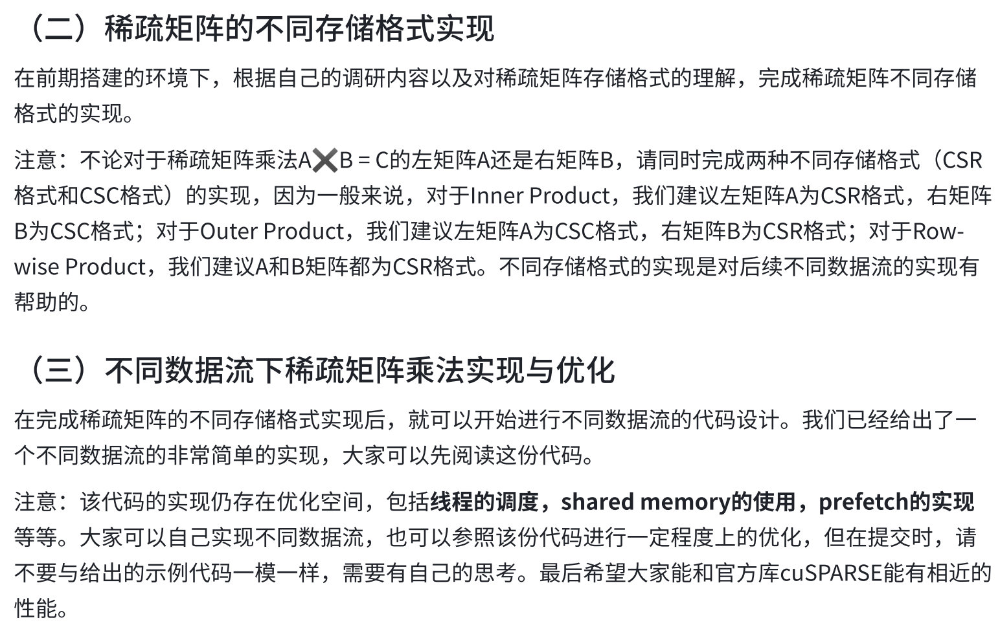 （二）稀疏矩阵的不同存储格式实现
在前期搭建的环境下，根据自己的调研内容以及对稀疏矩阵存储格式的理解，完成稀疏矩阵不同存储
格式的实现。
注意：不论对于稀疏矩阵乘法A✖️B = C的左矩阵A还是右矩阵B，请同时完成两种不同存储格式（CSR
格式和CSC格式）的实现，因为一般来说，对于Inner Product，我们建议左矩阵A为CSR格式，右矩阵
B为CSC格式；对于Outer Product，我们建议左矩阵A为CSC格式，右矩阵B为CSR格式；对于Row-
wise Product，我们建议A和B矩阵都为CSR格式。不同存储格式的实现是对后续不同数据流的实现有
帮助的。
（三）不同数据流下稀疏矩阵乘法实现与优化
在完成稀疏矩阵的不同存储格式实现后，就可以开始进行不同数据流的代码设计。我们已经给出了一
个不同数据流的非常简单的实现，大家可以先阅读这份代码。
注意：该代码的实现仍存在优化空间，包括线程的调度，shared memory的使用，prefetch的实现
等等。大家可以自己实现不同数据流，也可以参照该份代码进行一定程度上的优化，但在提交时，请
不要与给出的示例代码一模一样，需要有自己的思考。最后希望大家能和官方库cuSPARSE能有相近的
性能。